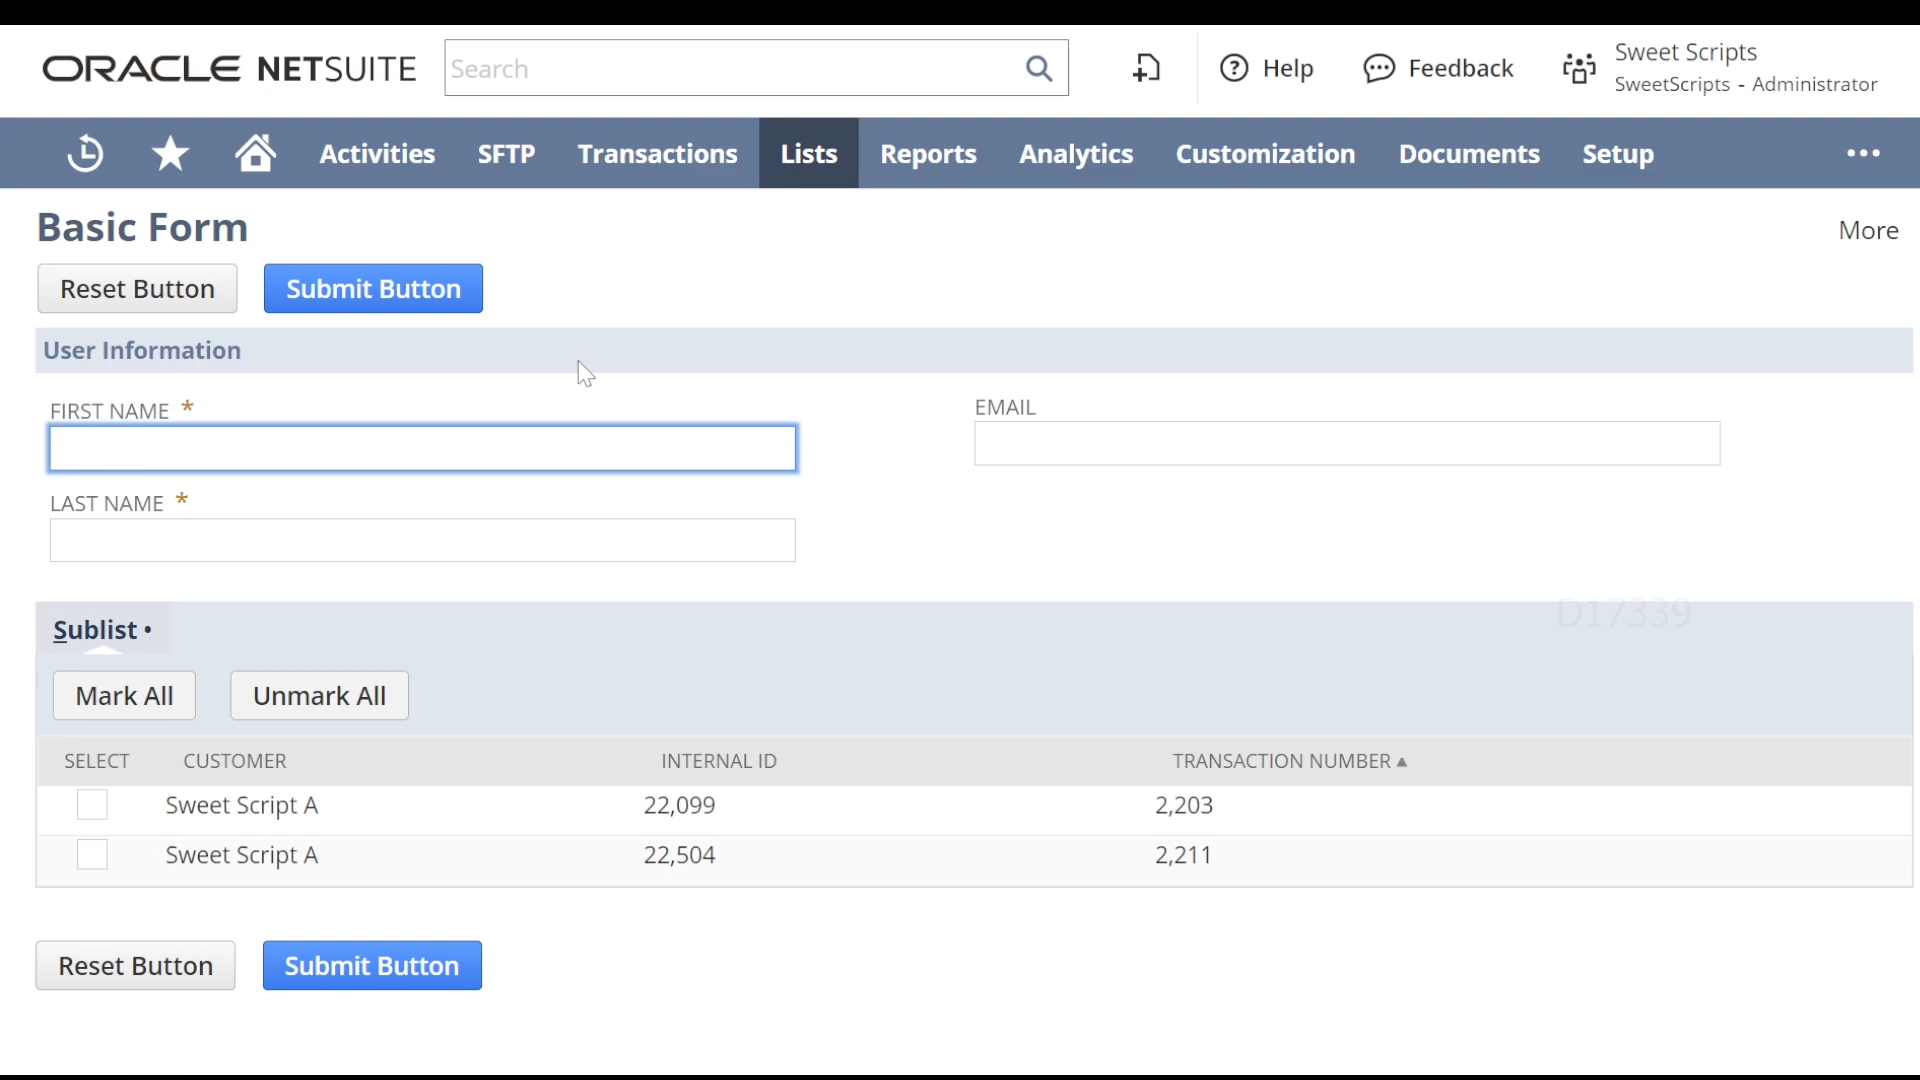 ORACLE NETSUITE
Search
Help
Feedback
Sweet Scripts
SweetScripts - Administrator
Activities
SFTP
Transactions
Lists
Reports
Analytics
Customization
Documents
Setup
Basic Form
More
Reset Button
Submit Button
User Information
FIRST NAME *
EMAIL
LAST NAME *
D17339
Sublist •
Mark All
Unmark All
SELECT CUSTOMER INTERNAL ID TRANSACTION NUMBER ▲
Sweet Script A 22,099 2,203
Sweet Script A 22,504 2,211
Reset Button
Submit Button